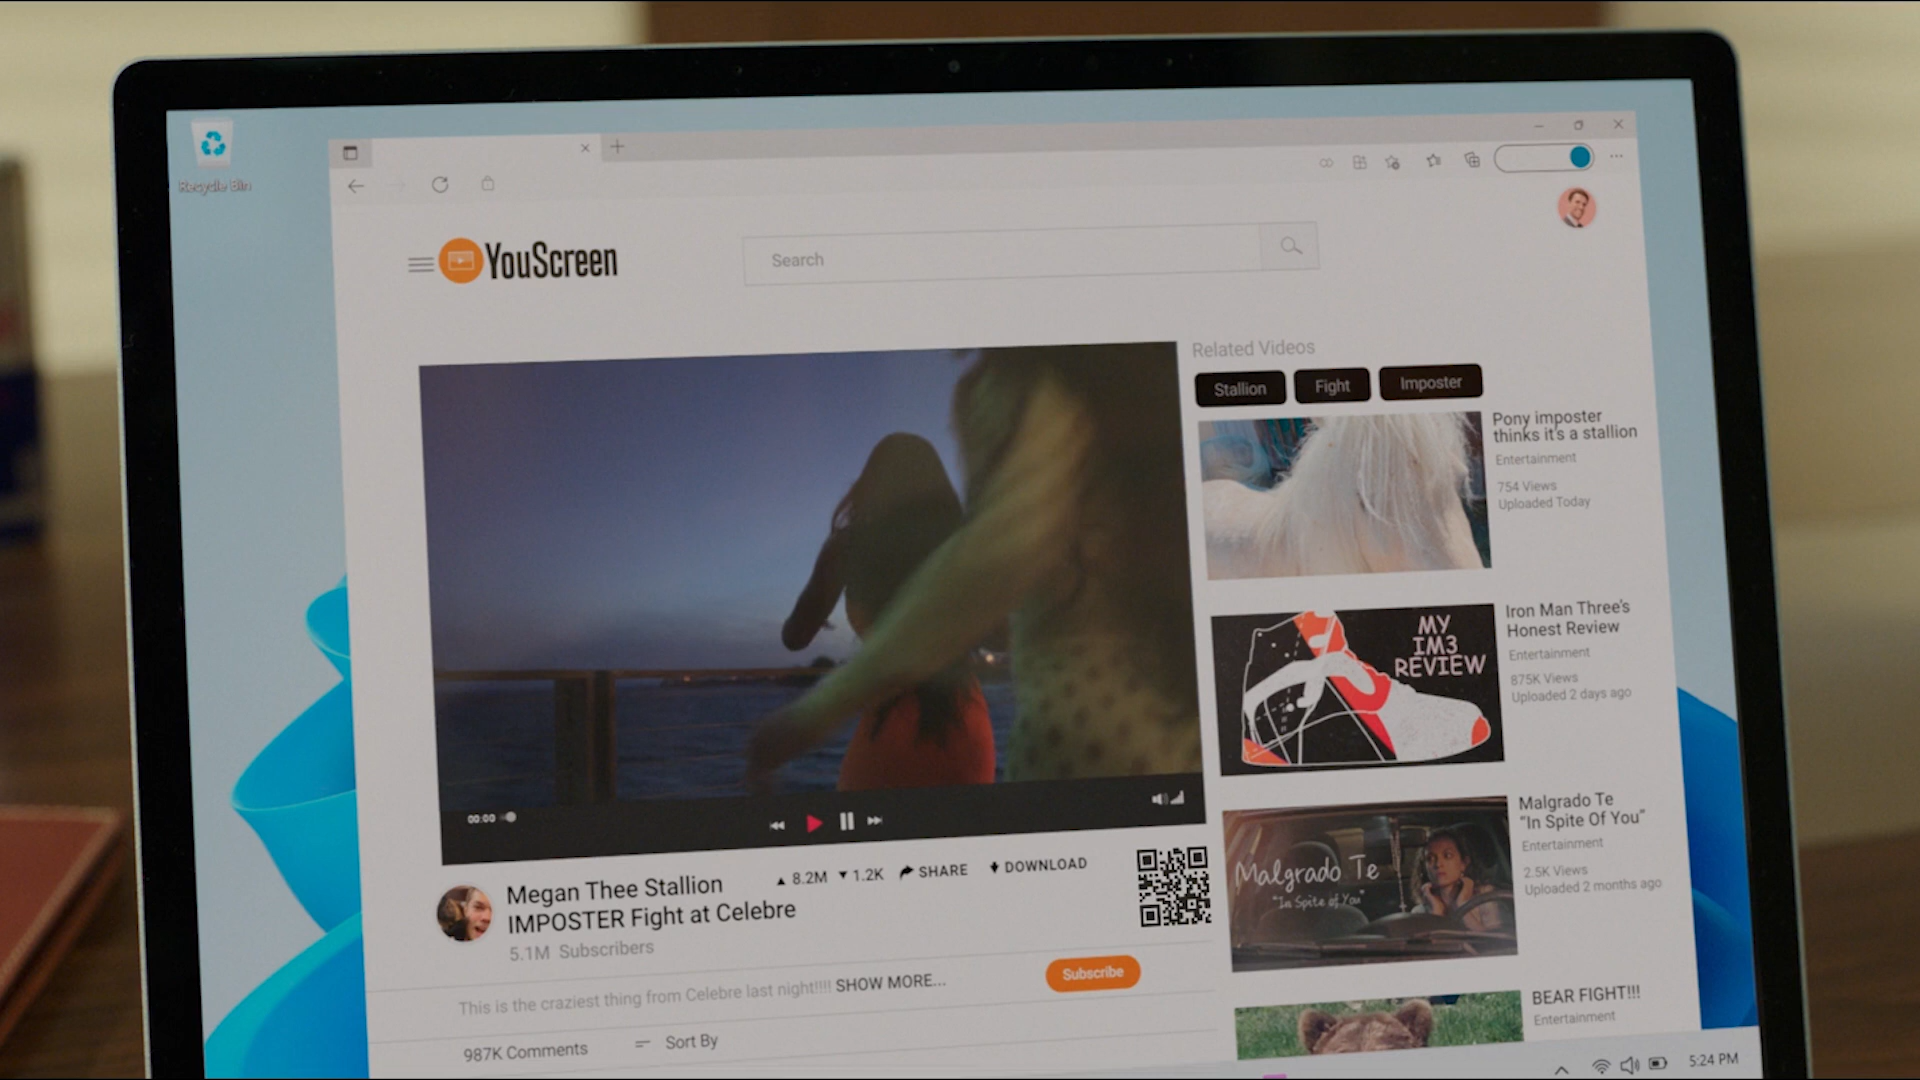 Recycle Bin
YouScreen
Search
Related Videos
Stallion
Fight
Imposter
Pony imposter
thinks it's a stallion
Entertainment
754 Views
Uploaded Today
MY
IM3
REVIEW
Iron Man Three's
Honest Review
Entertainment
875K Views
Uploaded 2 days ago
Malgrado Te
"In Spite of You"
Malgrado Te
"In Spite Of You"
Entertainment
2.5K Views
Uploaded 2 months ago
BEAR FIGHT!!!
Entertainment
00:00
Megan Thee Stallion
IMPOSTER Fight at Celebre
5.1M Subscribers
8.2M
1.2K
SHARE
DOWNLOAD
This is the craziest thing from Celebre last night!!!! SHOW MORE...
Subscribe
987K Comments
Sort By
5:24 PM